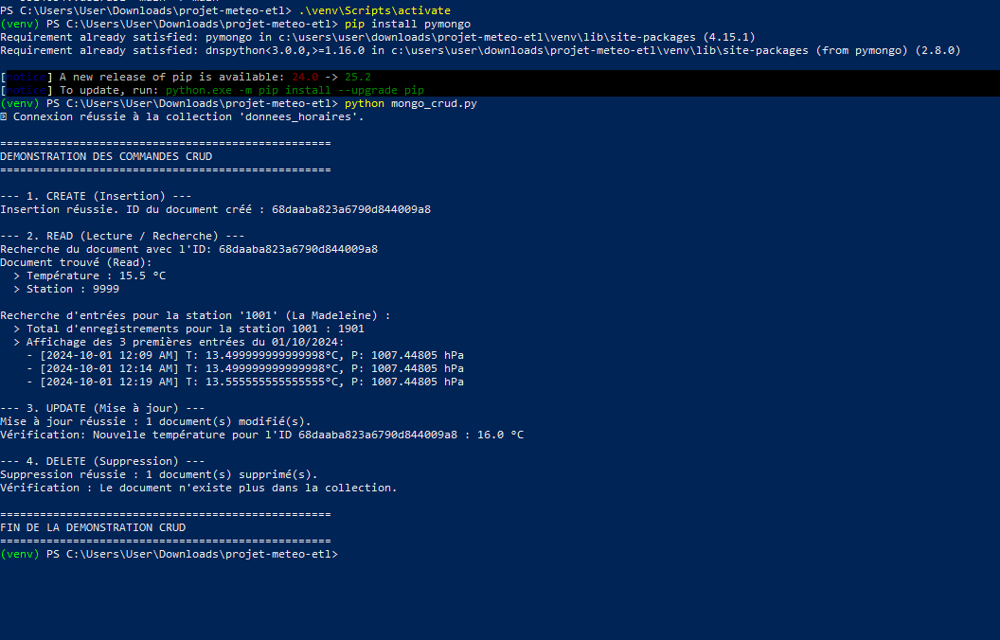 PS C:\Users\User\Downloads\projet-meteo-etl> .\venv\Scripts\activate
(venv) PS C:\Users\User\Downloads\projet-meteo-etl> pip install pymongo
Requirement already satisfied: pymongo in c:\users\user\downloads\projet-meteo-etl\venv\lib\site-packages (4.15.1)
Requirement already satisfied: dnspython<3.0.0,>=1.16.0 in c:\users\user\downloads\projet-meteo-etl\venv\lib\site-packages (from pymongo) (2.8.0)
[notice] A new release of pip is available: 24.0 -> 25.2
[notice] To update, run: python.exe -m pip install --upgrade pip
(venv) PS C:\Users\User\Downloads\projet-meteo-etl> python mongo_crud.py
Connexion réussie à la collection 'donnees_horaires'.
==================================================
DEMONSTRATION DES COMMANDES CRUD
==================================================
--- 1. CREATE (Insertion) ---
Insertion réussie. ID du document créé : 68daaba823a6790d844009a8
--- 2. READ (Lecture / Recherche) ---
Recherche du document avec l'ID: 68daaba823a6790d844009a8
Document trouvé (Read):
> Température : 15.5 °C
> Station : 9999
Recherche d'entrées pour la station '1001' (La Madeleine) :
> Total d'enregistrements pour la station 1001 : 1901
> Affichage des 3 premières entrées du 01/10/2024:
- [2024-10-01 12:09 AM] T: 13.499999999999998°C, P: 1007.44805 hPa
- [2024-10-01 12:14 AM] T: 13.499999999999998°C, P: 1007.44805 hPa
- [2024-10-01 12:19 AM] T: 13.555555555555555°C, P: 1007.44805 hPa
--- 3. UPDATE (Mise à jour) ---
Mise à jour réussie : 1 document(s) modifié(s).
Vérification: Nouvelle température pour l'ID 68daaba823a6790d844009a8 : 16.0 °C
--- 4. DELETE (Suppression) ---
Suppression réussie : 1 document(s) supprimé(s).
Vérification : Le document n'existe plus dans la collection.
==================================================
FIN DE LA DEMONSTRATION CRUD
==================================================
(venv) PS C:\Users\User\Downloads\projet-meteo-etl>